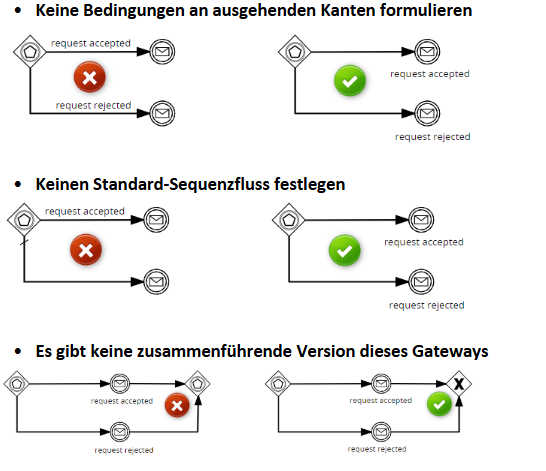 • Keine Bedingungen an ausgehenden Kanten formulieren
request accepted
request accepted
request rejected
request rejected
• Keinen Standard-Sequenzfluss festlegen
request accepted
request accepted
request rejected
• Es gibt keine zusammenführende Version dieses Gateways
request accepted
request accepted
request rejected
request rejected